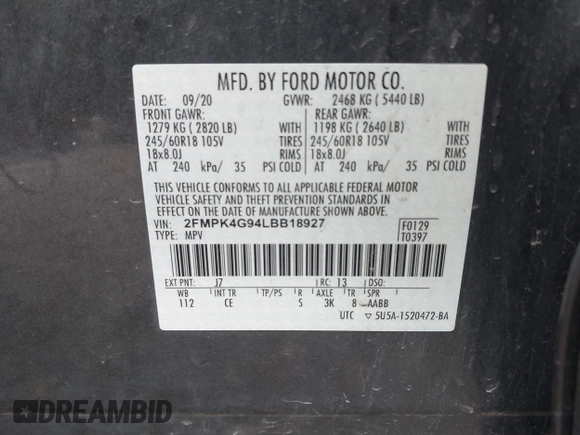 MFD. BY FORD MOTOR CO.
DATE: 09/20 GVWR: 2468 KG ( 5440 LB)
FRONT GAWR: REAR GAWR:
1279 KG ( 2820 LB) WITH 1198 KG ( 2640 LB) WITH
245/60R18 105V TIRES 245/60R18 105V TIRES
18x8.0J RIMS 18x8.0J RIMS
AT 240 kPa/ 35 PSI COLD AT 240 kPa/ 35 PSI COLD
THIS VEHICLE CONFORMS TO ALL APPLICABLE FEDERAL MOTOR
VEHICLE SAFETY AND THEFT PREVENTION STANDARDS IN
EFFECT ON THE DATE OF MANUFACTURE SHOWN ABOVE.
VIN: 2FMPK4G94LBB18927 F0129
TYPE: MPV T0397
EXT PNT: J7 RC: 13 DSO:
WB INT TR TP/PS R AXLE TR SPR
112 CE S 3K 8 AABB
UTC ▽ 5U5A-1520472-BA
DREAMBID